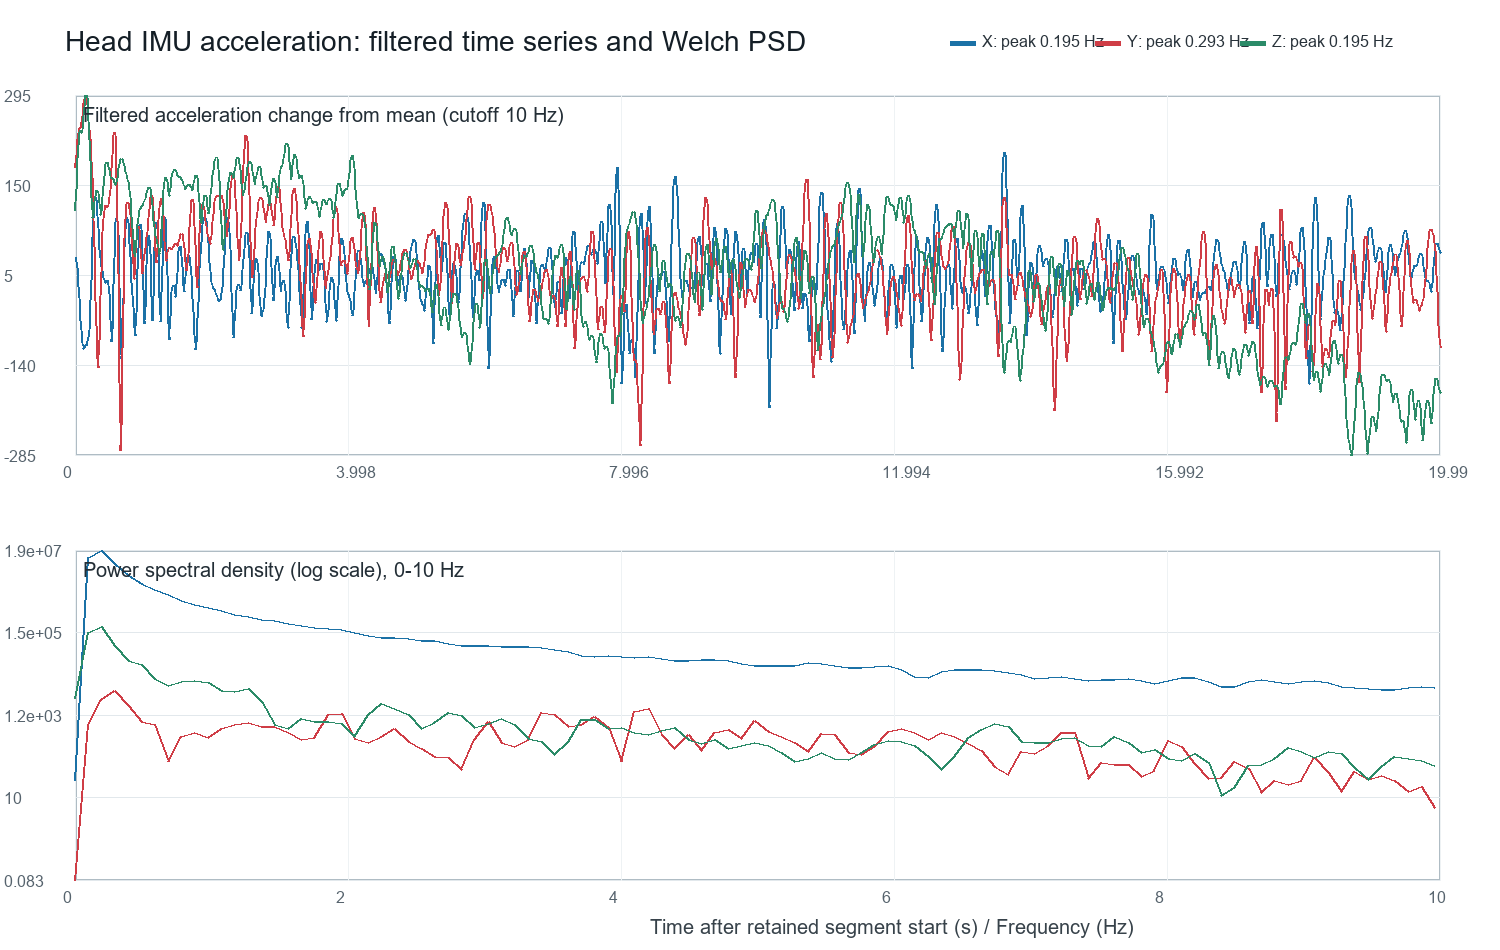 Head IMU acceleration: filtered time series and Welch PSD
X: peak 0.195 Hz
Y: peak 0.293 Hz
Z: peak 0.195 Hz
295
Filtered acceleration change from mean (cutoff 10 Hz)
150
5
-140
-285
0
3.998
7.996
11.994
15.992
19.99
1.9e+07
Power spectral density (log scale), 0-10 Hz
1.5e+05
1.2e+03
10
0.083
0
2
4
6
8
10
Time after retained segment start (s) / Frequency (Hz)